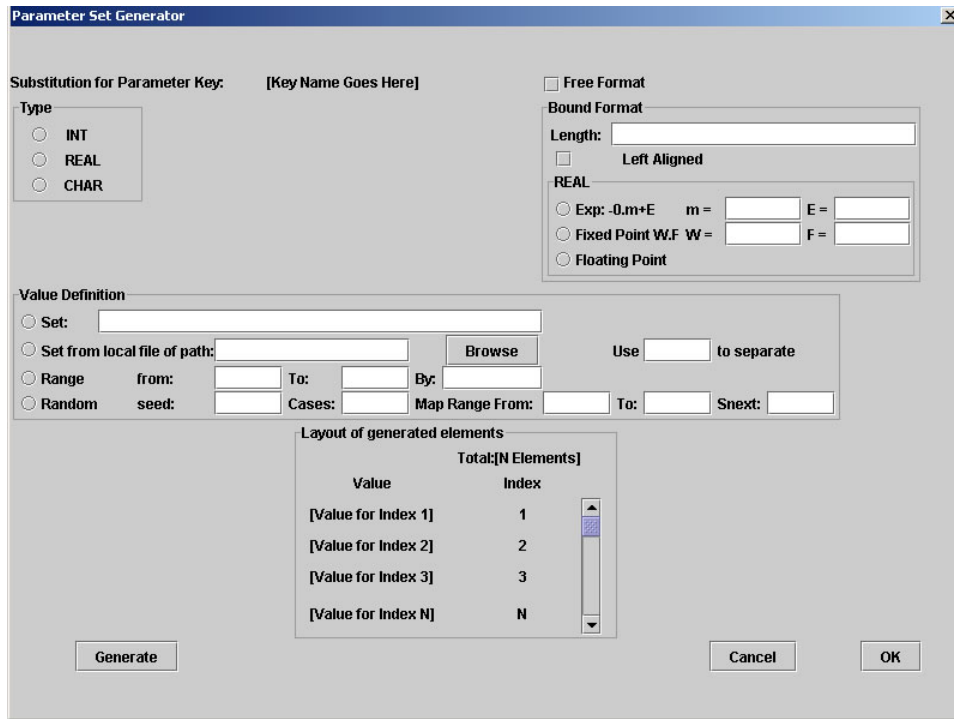 Parameter Set Generator
Substitution for Parameter Key: [Key Name Goes Here]
Free Format
Type
INT
REAL
CHAR
Bound Format
Length:
Left Aligned
REAL
Exp: -0.m+E m = E =
Fixed Point W.F W = F =
Floating Point
Value Definition
Set:
Set from local file of path: Browse Use to separate
Range from: To: By:
Random seed: Cases: Map Range From: To: Snext:
Layout of generated elements
Total:[N Elements]
Value Index
[Value for Index 1] 1
[Value for Index 2] 2
[Value for Index 3] 3
[Value for Index N] N
Generate Cancel OK